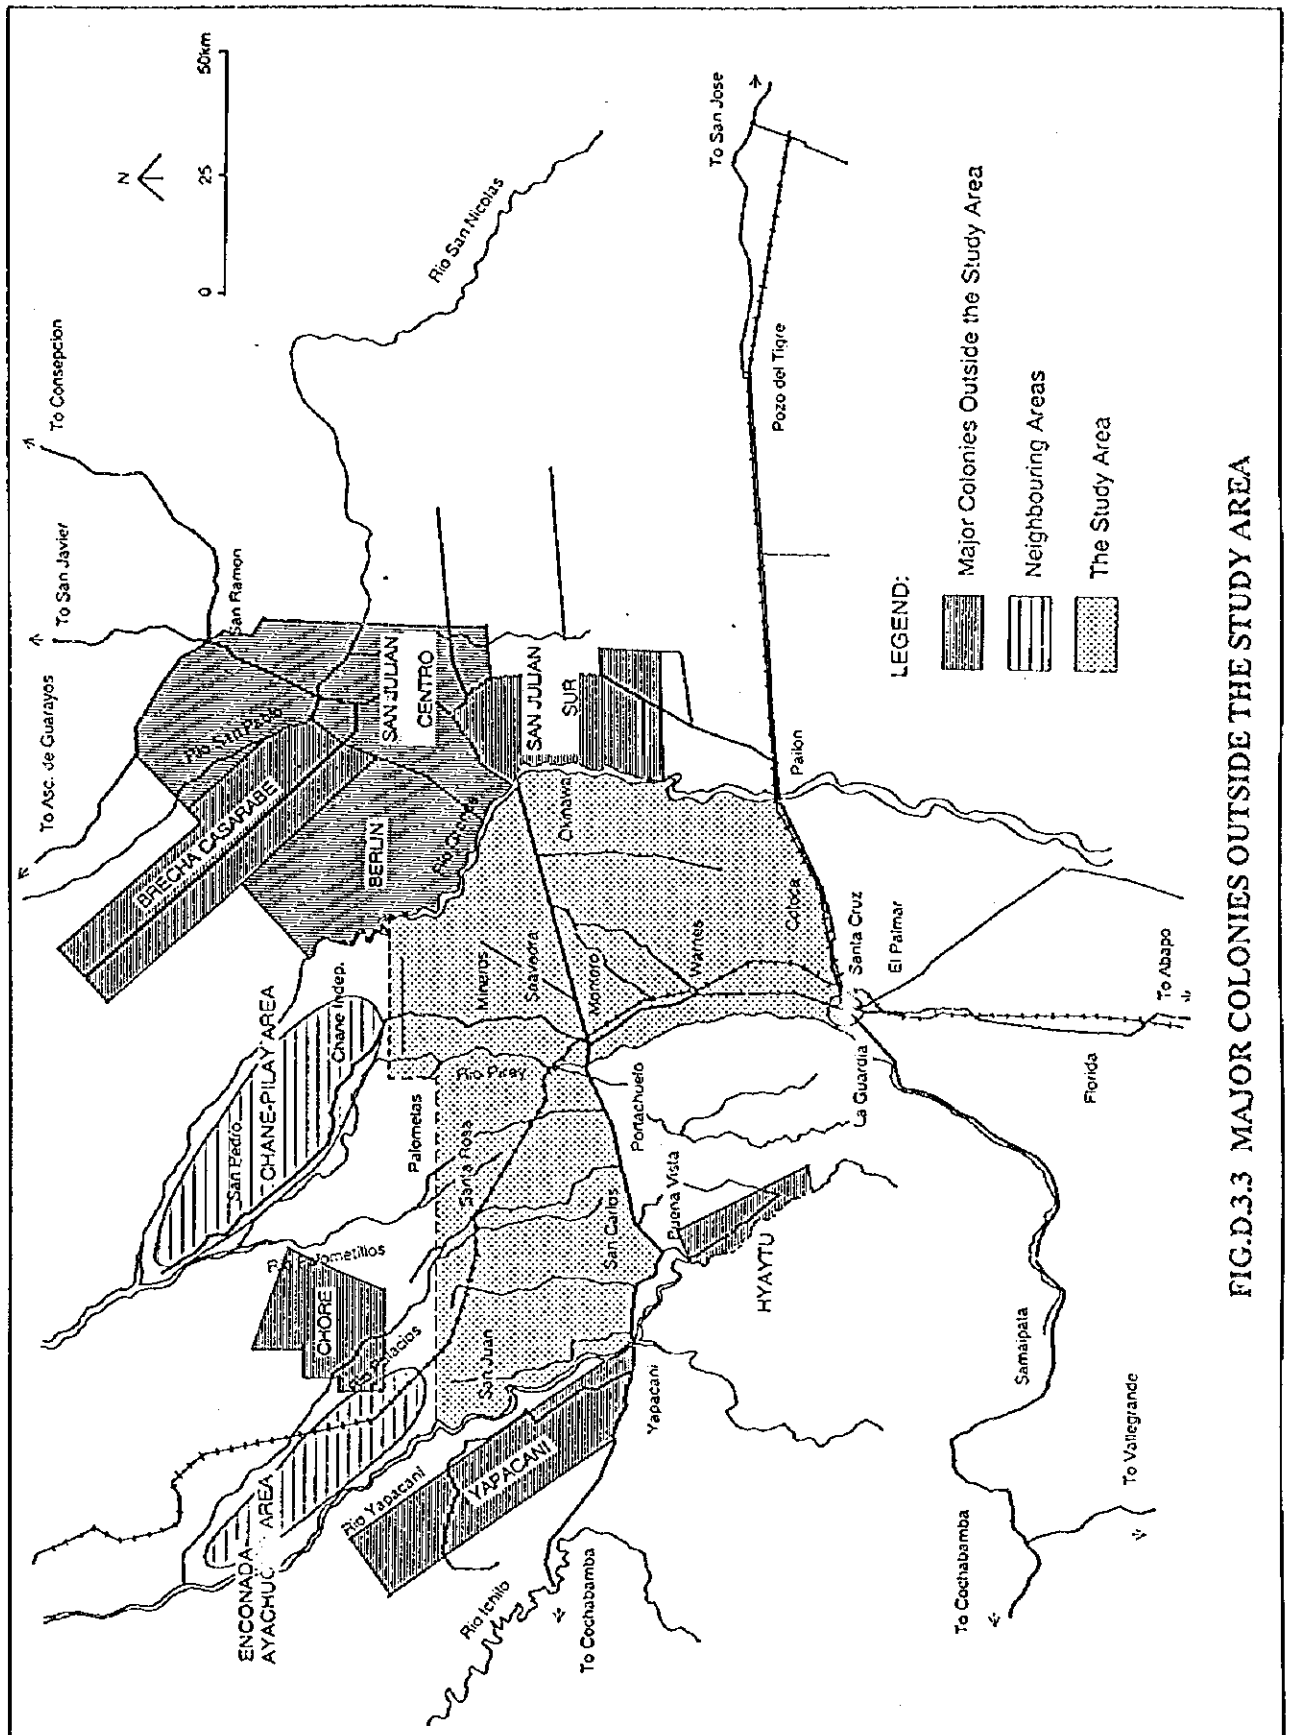 N
0 25 50km
To Consepcion
To San Javier
To Asc. de Guarayos
San Ramon
Rio San Nicolas
Rio San Pablo
BRECHA CASARABE
SAN JULIAN
CENTRO
BERLIN
Rio Grande
SAN JULIAN
SUR
Okinawa
CHANE-PILAY AREA
San Pedro
Chane Indep.
Mineros
Saavedra
Montero
Warnes
Cotoca
Pailon
Pozo del Tigre
To San Jose
Palometas
Rio Piray
Santa Rosa
Portachuelo
San Carlos
Buena Vista
HYAYTU
CHORE
San Juan
ENCONADA
AREA
Rio Yapacani
YAPACANI
Yapacani
Rio Ichilo
To Cochabamba
La Guardia
Santa Cruz
El Palmar
Florida
To Abapo
Samaipata
To Cochabamba
To Vallegrande
LEGEND:
Major Colonies Outside the Study Area
Neighbouring Areas
The Study Area
FIG.D.3.3 MAJOR COLONIES OUTSIDE THE STUDY AREA